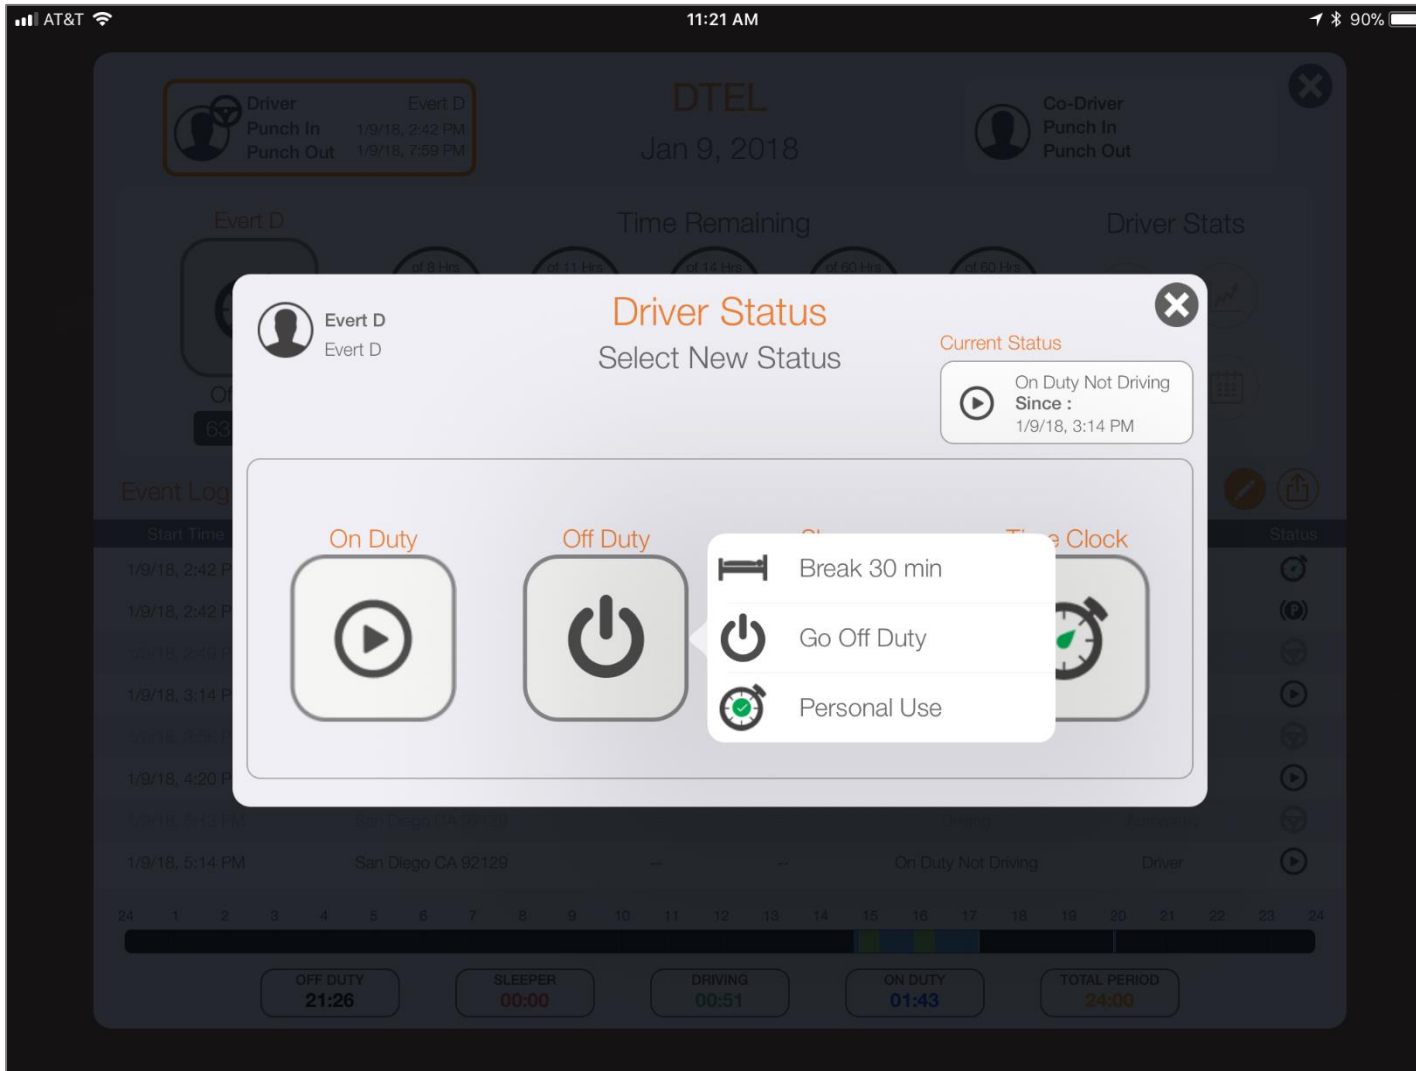 AT&T 11:21 AM 90%
Driver Evert D
Punch In 1/9/18, 2:42 PM
Punch Out 1/9/18, 7:59 PM
DTEL
Jan 9, 2018
Co-Driver
Punch In
Punch Out
Evert D Time Remaining Driver Stats
of 8 Hrs of 11 Hrs of 14 Hrs of 60 Hrs of 60 Hrs
Of
63
Evert D
Evert D
Driver Status
Select New Status
Current Status
On Duty Not Driving
Since :
1/9/18, 3:14 PM
On Duty Off Duty Clock
Break 30 min
Go Off Duty
Personal Use
Event Log
Start Time Status
1/9/18, 2:42 P
1/9/18, 2:42 P
1/9/18, 2:49 P
1/9/18, 3:14 P
1/9/18, 4:20 P
1/9/18, 5:14 PM San Diego CA 92129 -- -- On Duty Not Driving Driver
24 1 2 3 4 5 6 7 8 9 10 11 12 13 14 15 16 17 18 19 20 21 22 23 24
OFF DUTY SLEEPER DRIVING ON DUTY TOTAL PERIOD
21:26 00:00 00:51 01:43 24:00